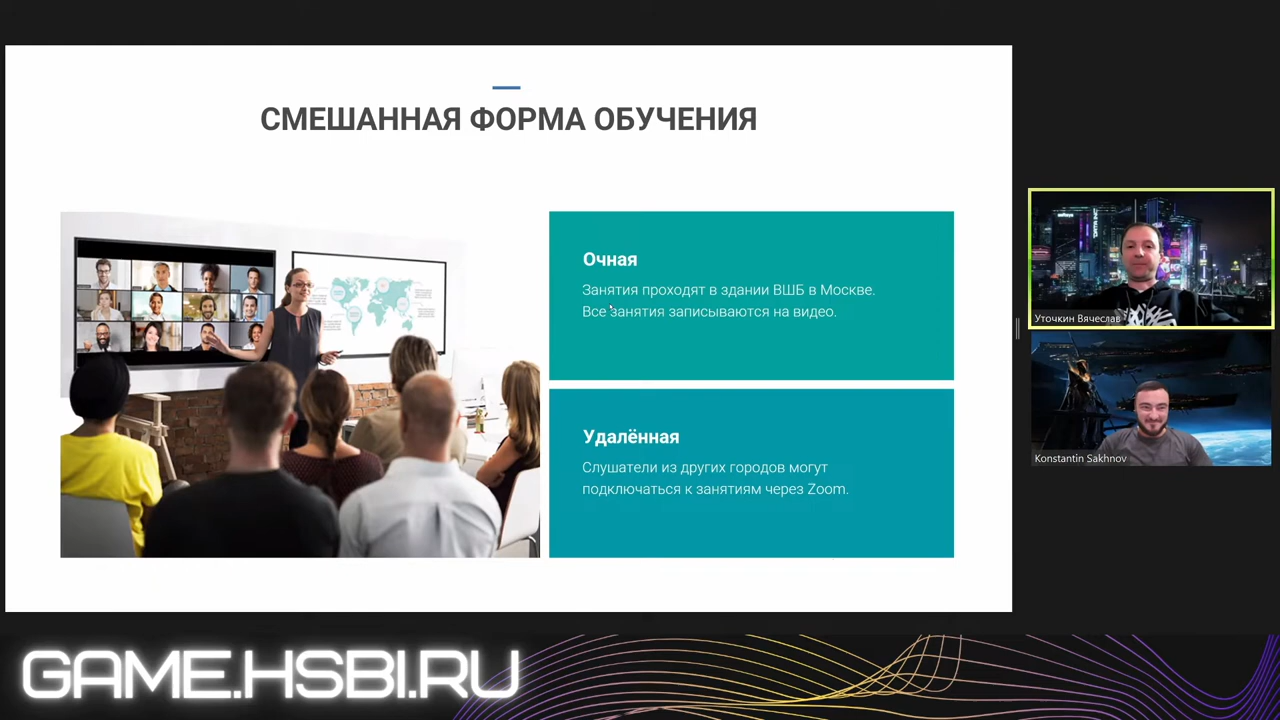 СМЕШАННАЯ ФОРМА ОБУЧЕНИЯ
Очная
Занятия проходят в здании ВШБ в Москве.
Все занятия записываются на видео.
Удалённая
Слушатели из других городов могут
подключаться к занятиям через Zoom.
Уточкин Вячеслав
Konstantin Sakhnov
GAME.HSBI.RU